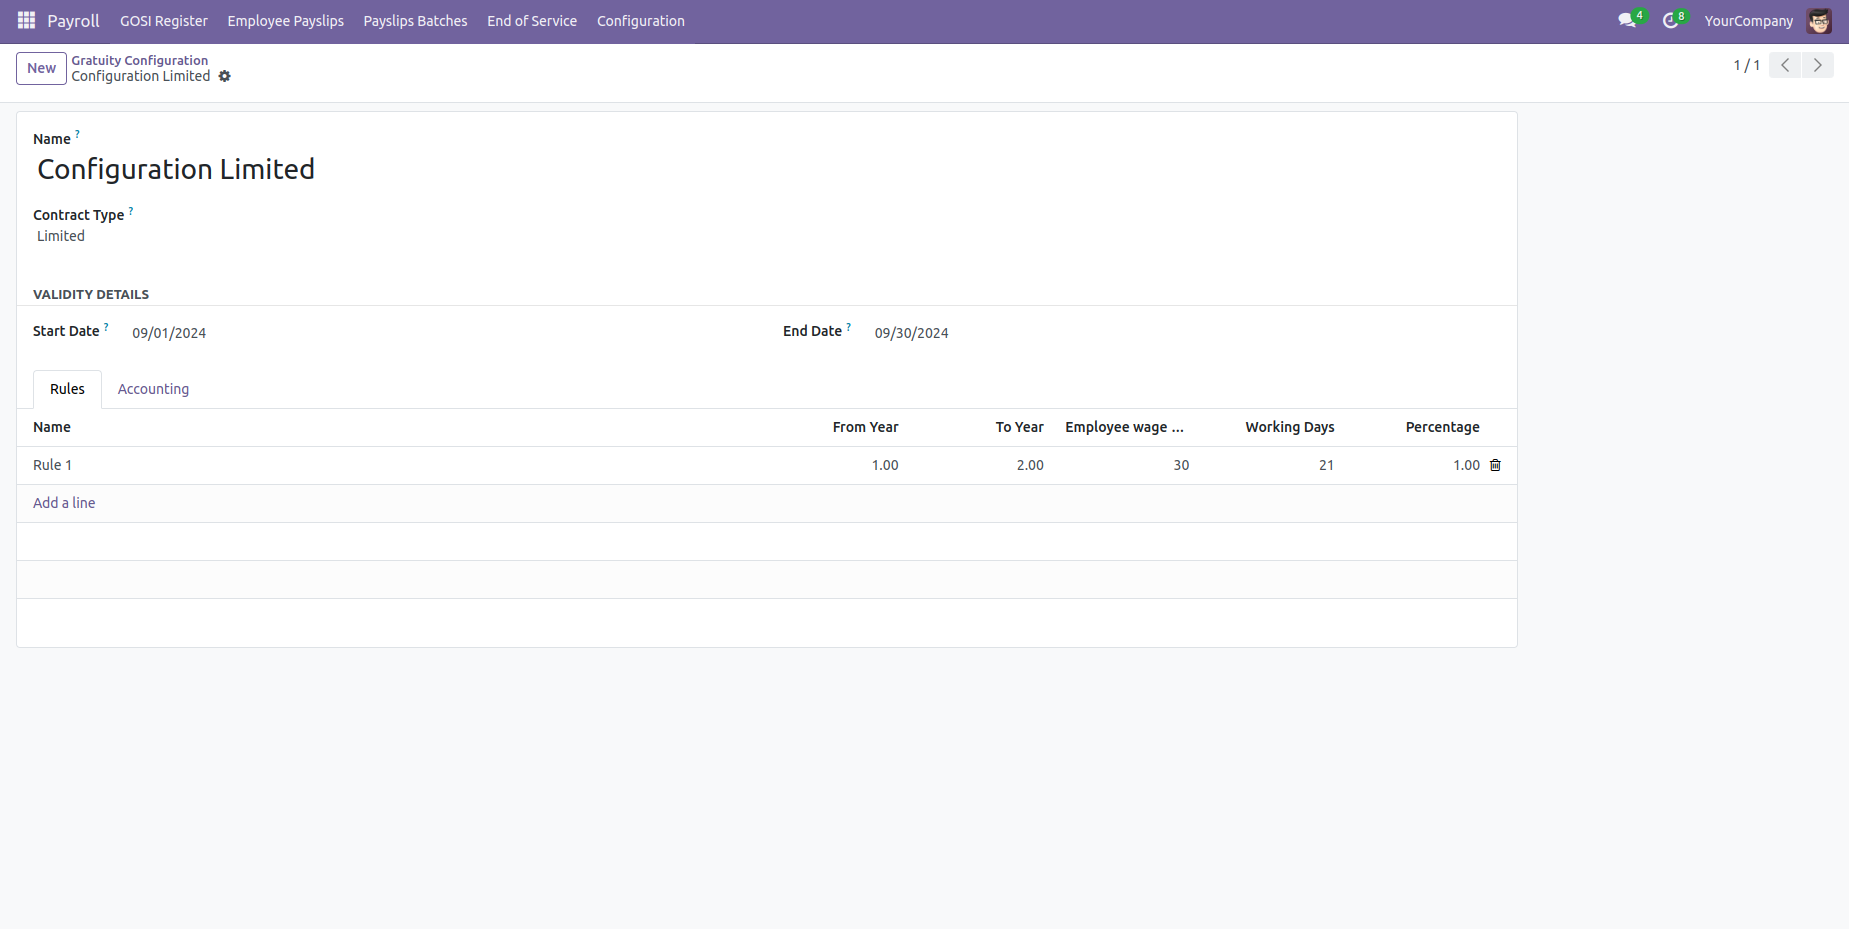 Payroll GOSI Register Employee Payslips Payslips Batches End of Service Configuration 4 8 YourCompany
New Gratuity Configuration
Configuration Limited 1 / 1
Name ?
Configuration Limited
Contract Type ?
Limited
VALIDITY DETAILS
Start Date ? 09/01/2024 End Date ? 09/30/2024
Rules Accounting
Name From Year To Year Employee wage ... Working Days Percentage
Rule 1 1.00 2.00 30 21 1.00
Add a line